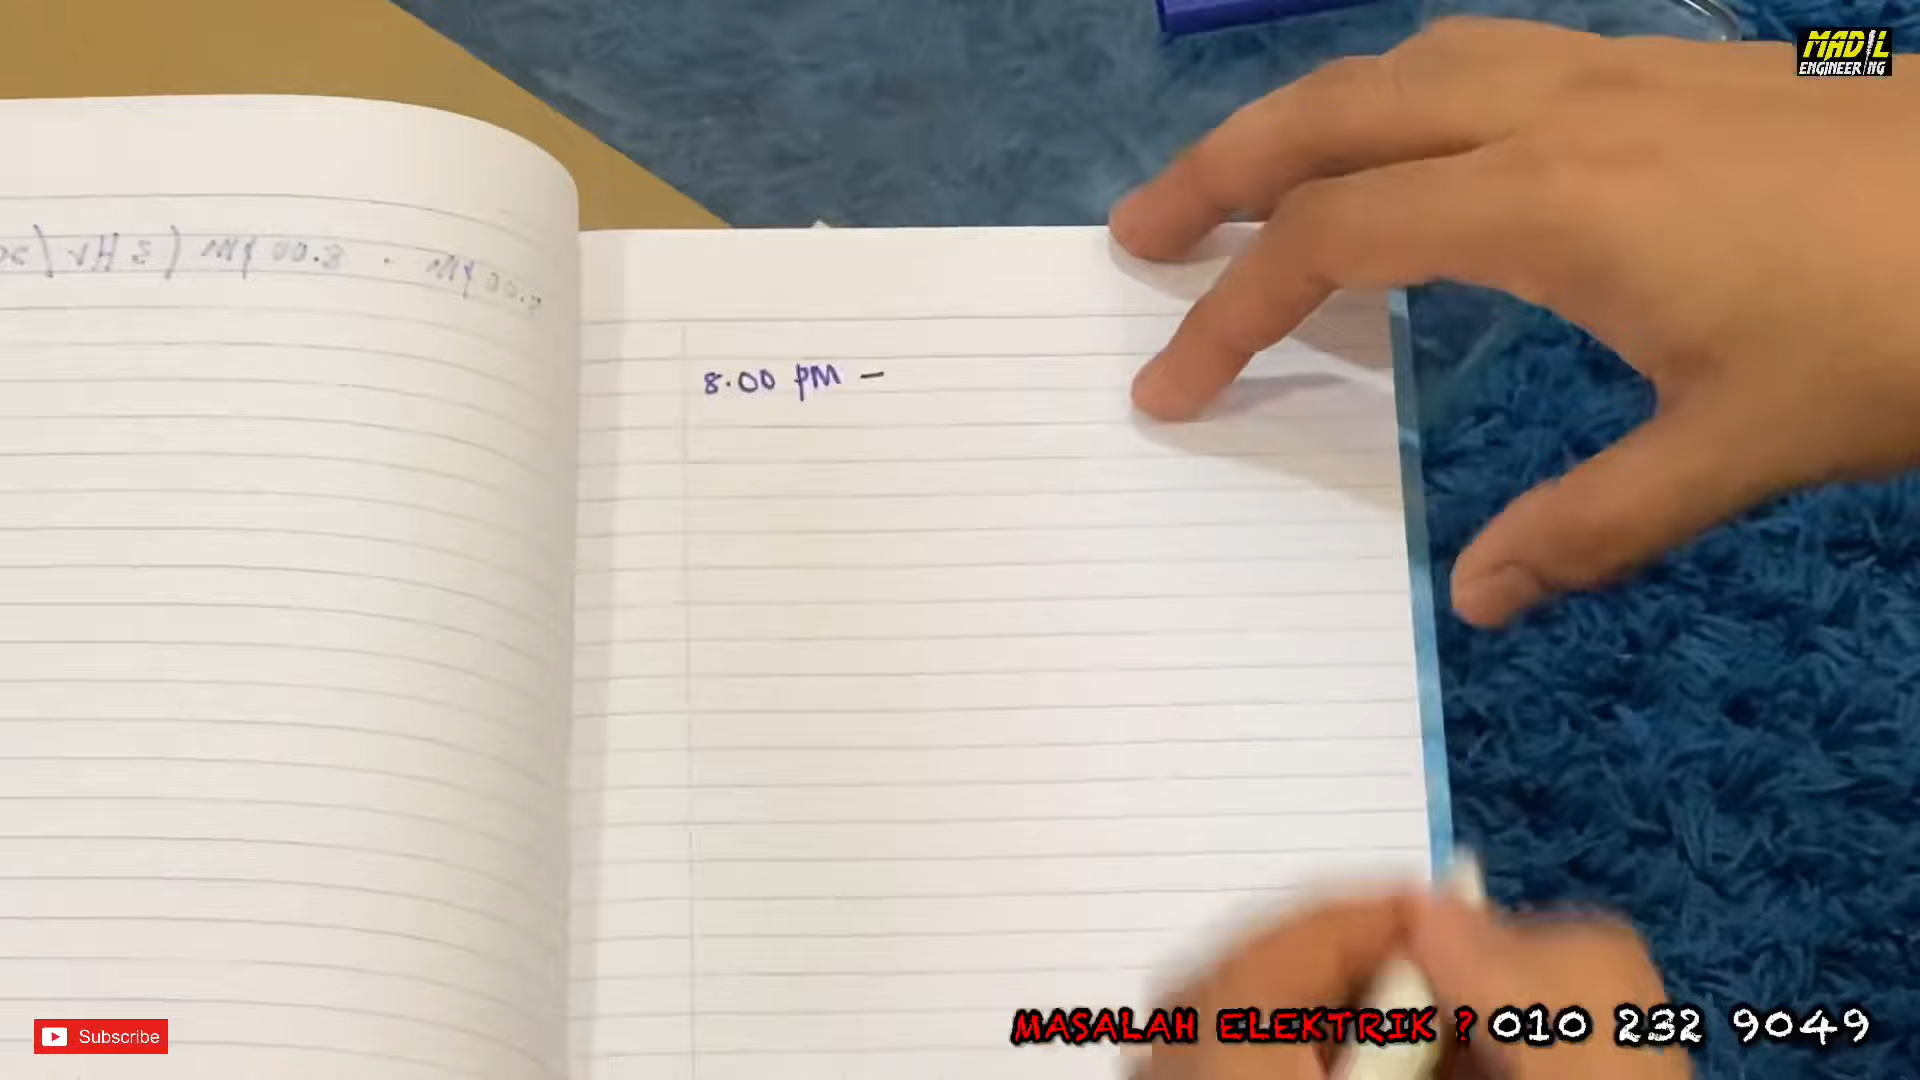 MADIL
ENGINEERING
8.00 PM –
Subscribe
MASALAH ELEKTRIK ? 010 232 9049